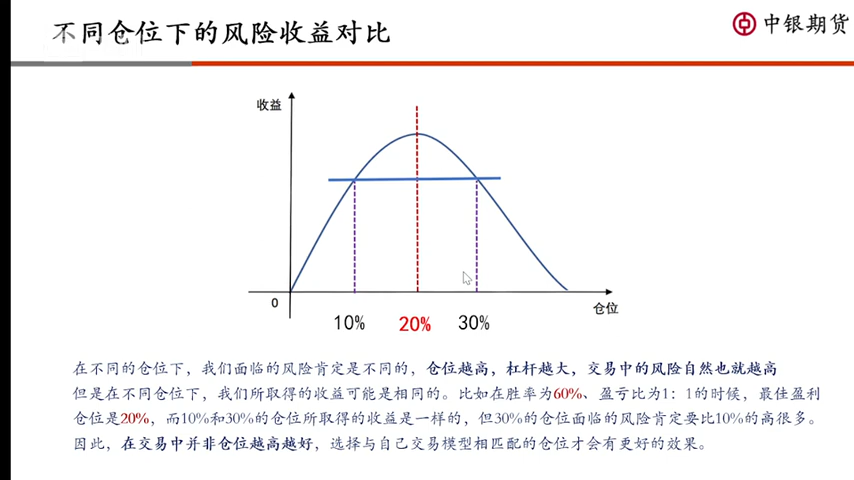 不同仓位下的风险收益对比
中银期货
收益
0
仓位
10%
20%
30%
在不同的仓位下，我们面临的风险肯定是不同的，仓位越高，杠杆越大，交易中的风险自然也就越高
但是在不同仓位下，我们所取得的收益可能是相同的。比如在胜率为60%、盈亏比为1：1的时候，最佳盈利
仓位是20%，而10%和30%的仓位所取得的收益是一样的，但30%的仓位面临的风险肯定要比10%的高很多。
因此，在交易中并非仓位越高越好，选择与自己交易模型相匹配的仓位才会有更好的效果。